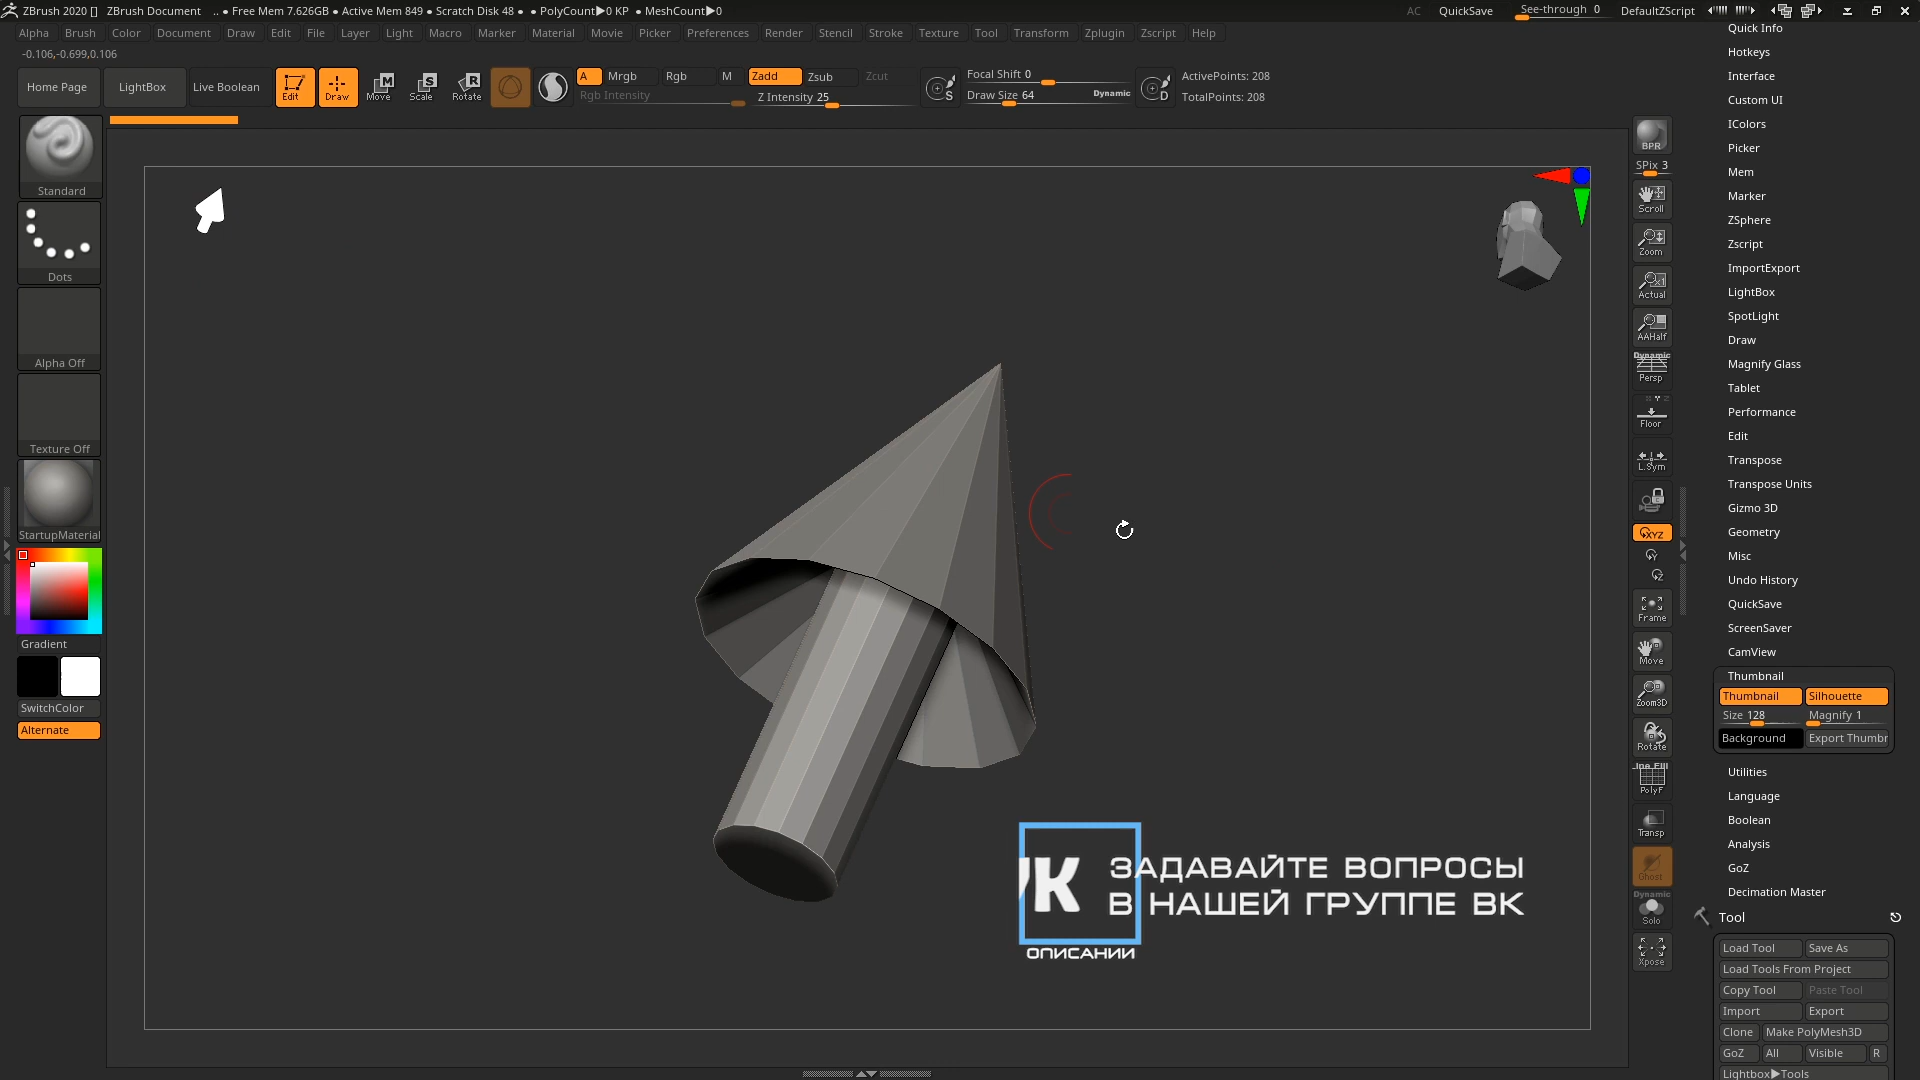 ZBrush 2020 [] ZBrush Document .. ● Free Mem 7.626GB ● Active Mem 849 ● Scratch Disk 48 ● ● PolyCount▶0 KP ● MeshCount▶0 AC QuickSave See-through 0 DefaultZScript
Alpha Brush Color Document Draw Edit File Layer Light Macro Marker Material Movie Picker Preferences Render Stencil Stroke Texture Tool Transform Zplugin Zscript Help
-0.106,-0.699,0.106
Home Page LightBox Live Boolean Edit Draw Move Scale Rotate
A Mrgb Rgb M Zadd Zsub Zcut
Rgb Intensity Z Intensity 25
Focal Shift 0
Draw Size 64 Dynamic
S
D
ActivePoints: 208
TotalPoints: 208
Standard
Dots
Alpha Off
Texture Off
StartupMaterial
Gradient
SwitchColor
Alternate
BPR
SPix 3
Scroll
Zoom
Actual
AAHalf
Dynamic
Persp
Floor
L.Sym
XYZ
Y
Z
Frame
Move
Zoom3D
Rotate
Line Fill
PolyF
Transp
Ghost
Dynamic
Solo
Xpose
Quick Info
Hotkeys
Interface
Custom UI
IColors
Picker
Mem
Marker
ZSphere
Zscript
ImportExport
LightBox
SpotLight
Draw
Magnify Glass
Tablet
Performance
Edit
Transpose
Transpose Units
Gizmo 3D
Geometry
Misc
Undo History
QuickSave
ScreenSaver
CamView
Thumbnail
Thumbnail Silhouette
Size 128 Magnify 1
Background Export Thumbr
Utilities
Language
Boolean
Analysis
GoZ
Decimation Master
Tool
Load Tool Save As
Load Tools From Project
Copy Tool Paste Tool
Import Export
Clone Make PolyMesh3D
GoZ All Visible R
Lightbox▶Tools
ЗАДАВАЙТЕ ВОПРОСЫ
В НАШЕЙ ГРУППЕ ВК
ОПИСАНИИ